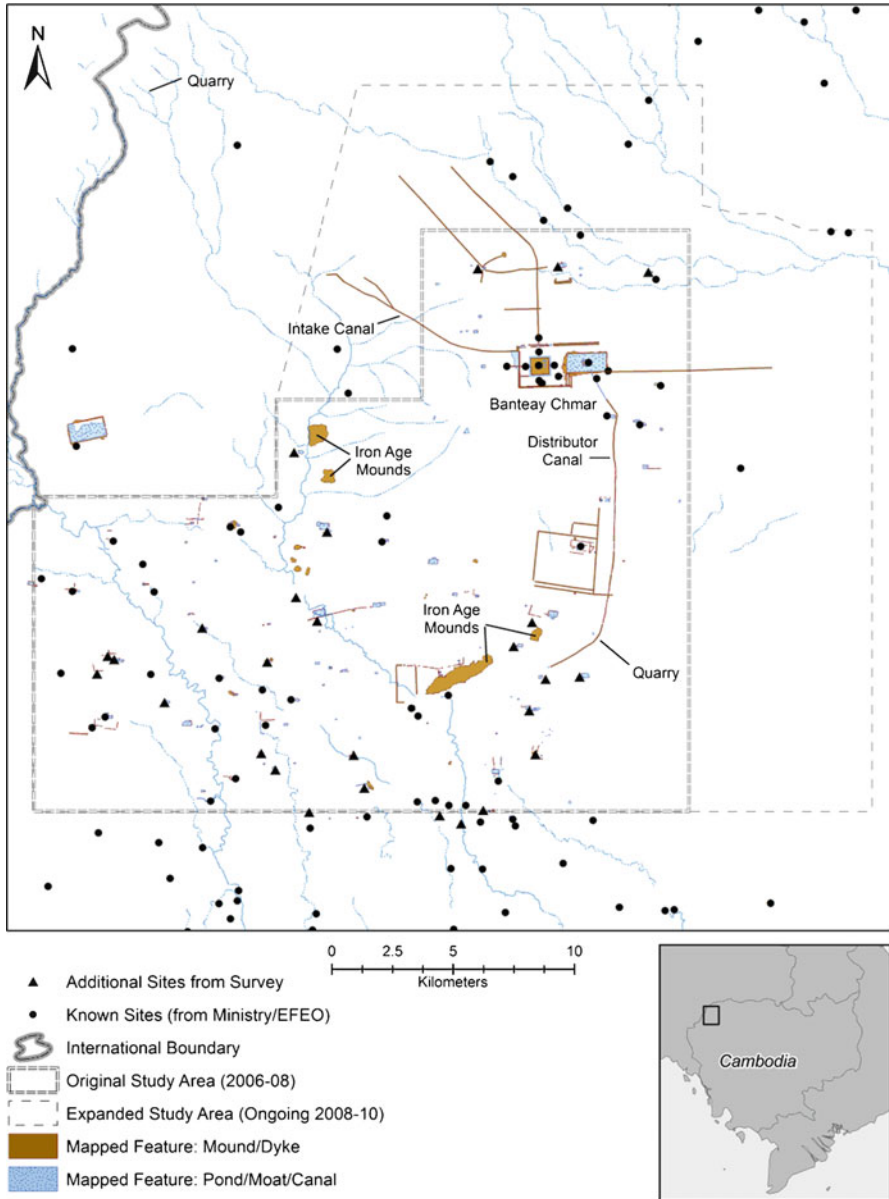 N
Quarry
Intake Canal
Banteay Chmar
Distributor
Canal
Iron Age
Mounds
Iron Age
Mounds
Quarry
0 2.5 5 10
Kilometers
Additional Sites from Survey
Known Sites (from Ministry/EFEO)
International Boundary
Original Study Area (2006-08)
Expanded Study Area (Ongoing 2008-10)
Mapped Feature: Mound/Dyke
Mapped Feature: Pond/Moat/Canal
Cambodia